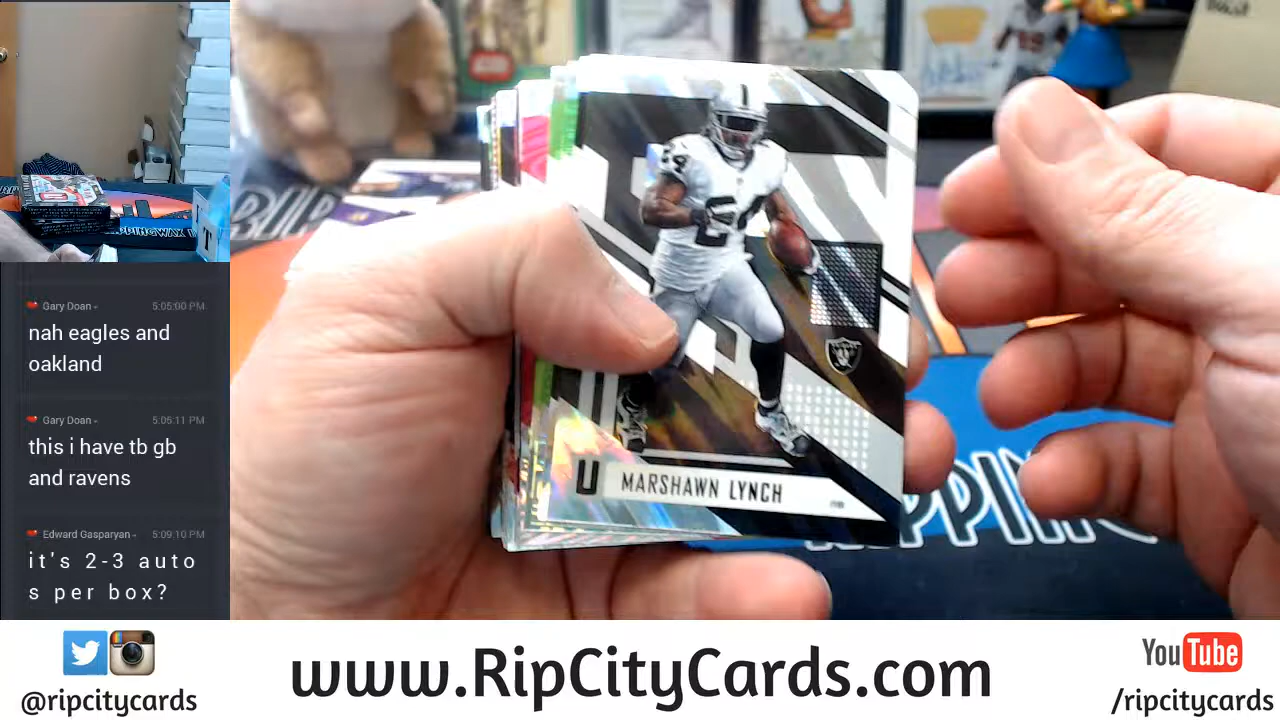 Gary Doan 5:05:00 PM
nah eagles and
oakland
Gary Doan 5:05:11 PM
this i have tb gb
and ravens
Edward Gasparyan 5:09:10 PM
it's 2-3 auto
s per box?
24
U MARSHAWN LYNCH
@ripcitycards
www.RipCityCards.com
YouTube
/ripcitycards